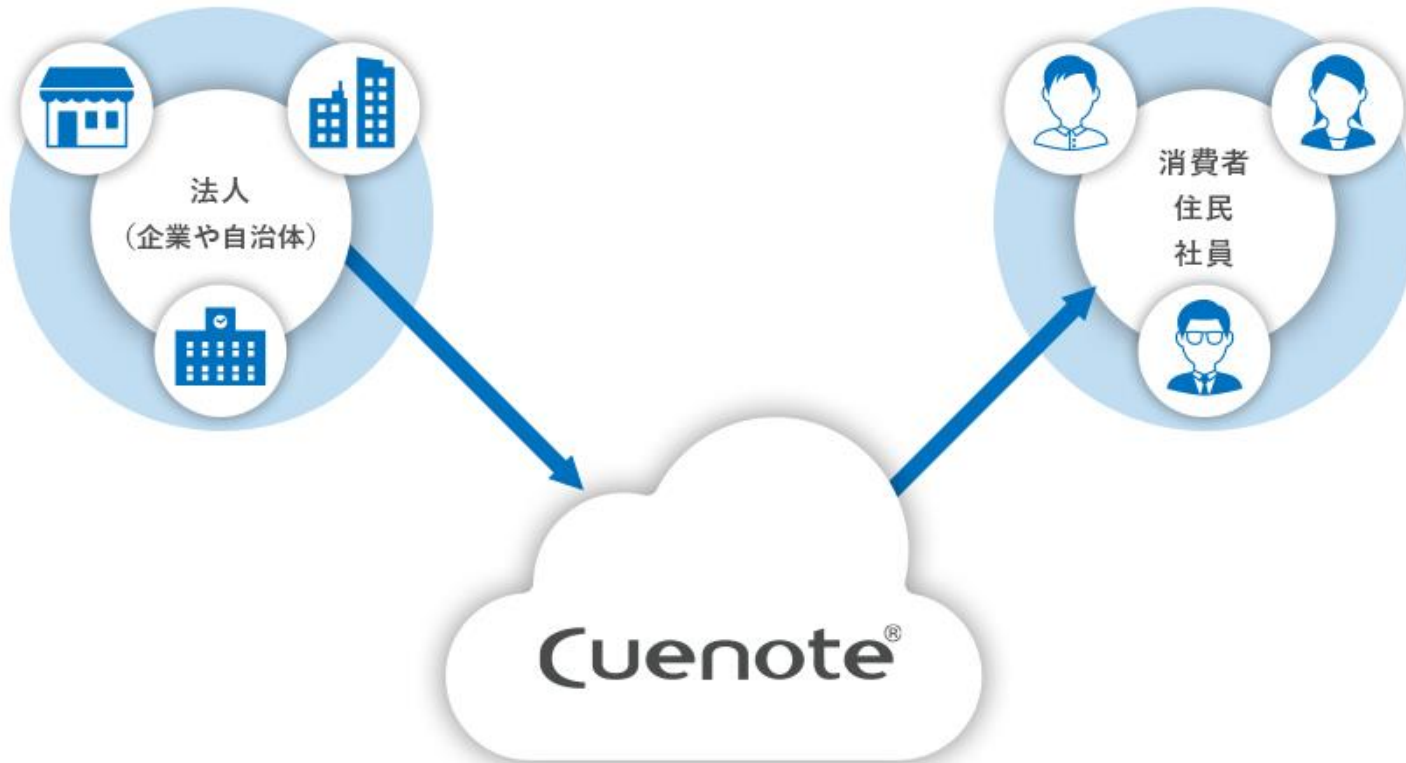 法人
（企業や自治体）
消費者
住民
社員
Cuenote®